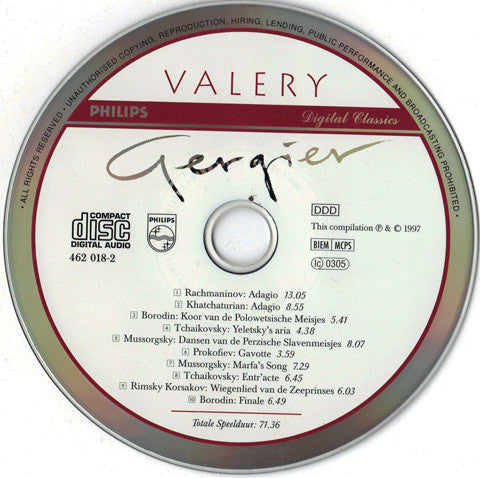 • ALL RIGHTS RESERVED • UNAUTHORISED COPYING, REPRODUCTION, HIRING, LENDING, PUBLIC PERFORMANCE AND BROADCASTING PROHIBITED •
VALERY
PHILIPS
Digital Classics
Gergiev
COMPACT
disc
DIGITAL AUDIO
PHILIPS
462 018-2
DDD
This compilation ℗ & © 1997
BIEM MCPS
LC 0305
1 Rachmaninov: Adagio 13.05
2 Khatchaturian: Adagio 8.55
3 Borodin: Koor van de Polowetsische Meisjes 5.41
4 Tchaikovsky: Yeletsky's aria 4.38
5 Mussorgsky: Dansen van de Perzische Slavenmeisjes 8.07
6 Prokofiev: Gavotte 3.59
7 Mussorgsky: Marfa's Song 7.29
8 Tchaikovsky: Entr'acte 6.45
9 Rimsky Korsakov: Wiegenlied van de Zeeprinses 6.03
10 Borodin: Finale 6.49
Totale Speelduur: 71.36